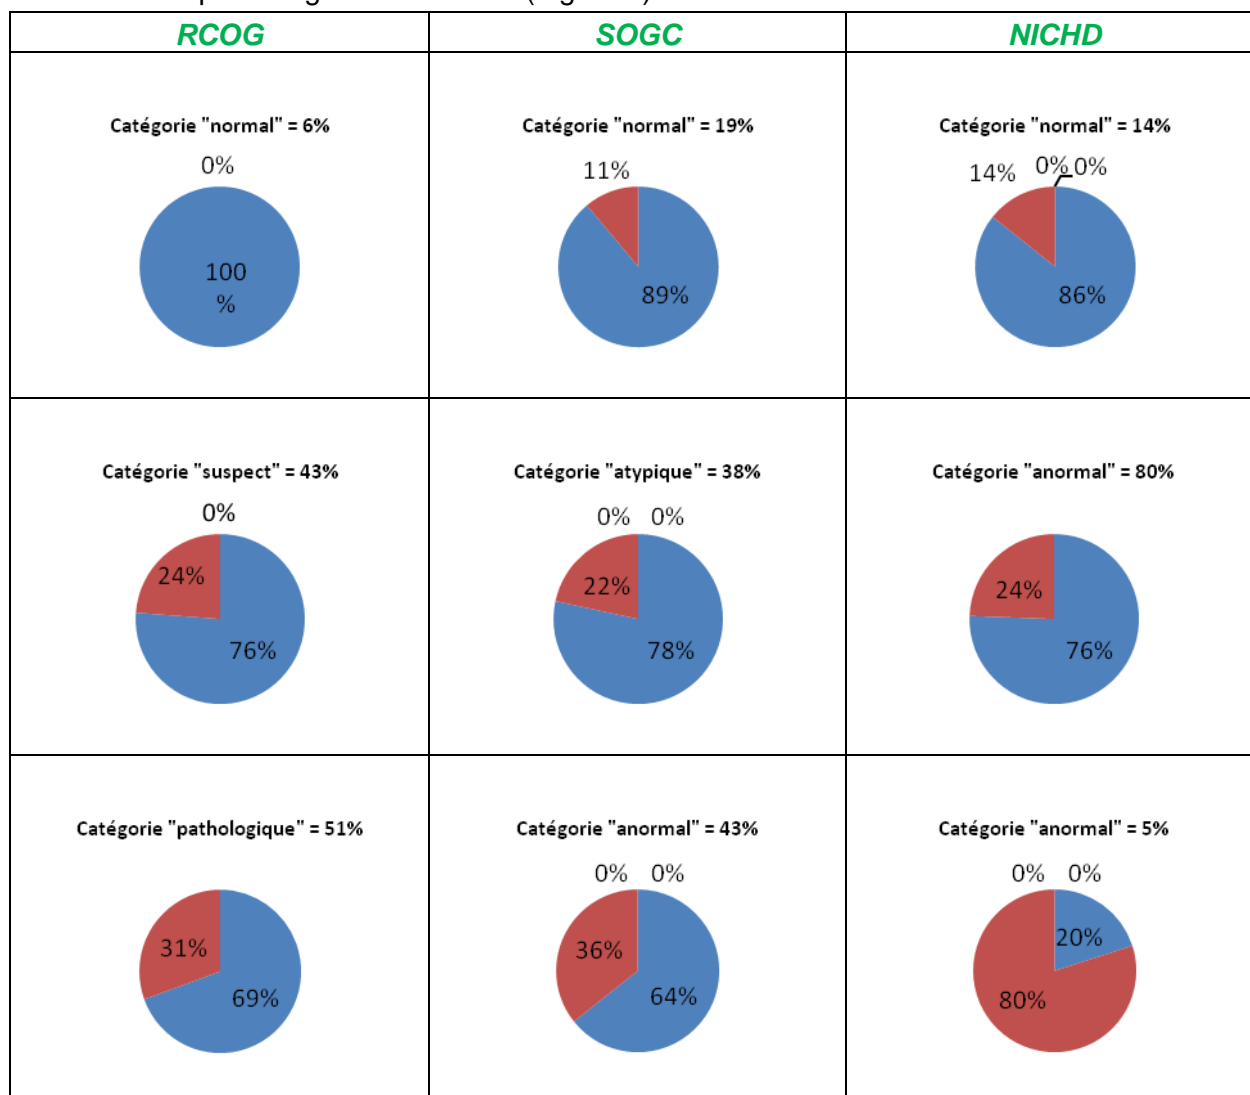 RCOG
SOGC
NICHD
Catégorie "normal" = 6%
0%
100
%
Catégorie "normal" = 19%
11%
89%
Catégorie "normal" = 14%
14%
0%
0%
86%
Catégorie "suspect" = 43%
0%
24%
76%
Catégorie "atypique" = 38%
0%
0%
22%
78%
Catégorie "anormal" = 80%
24%
76%
Catégorie "pathologique" = 51%
31%
69%
Catégorie "anormal" = 43%
0%
0%
36%
64%
Catégorie "anormal" = 5%
0%
0%
20%
80%